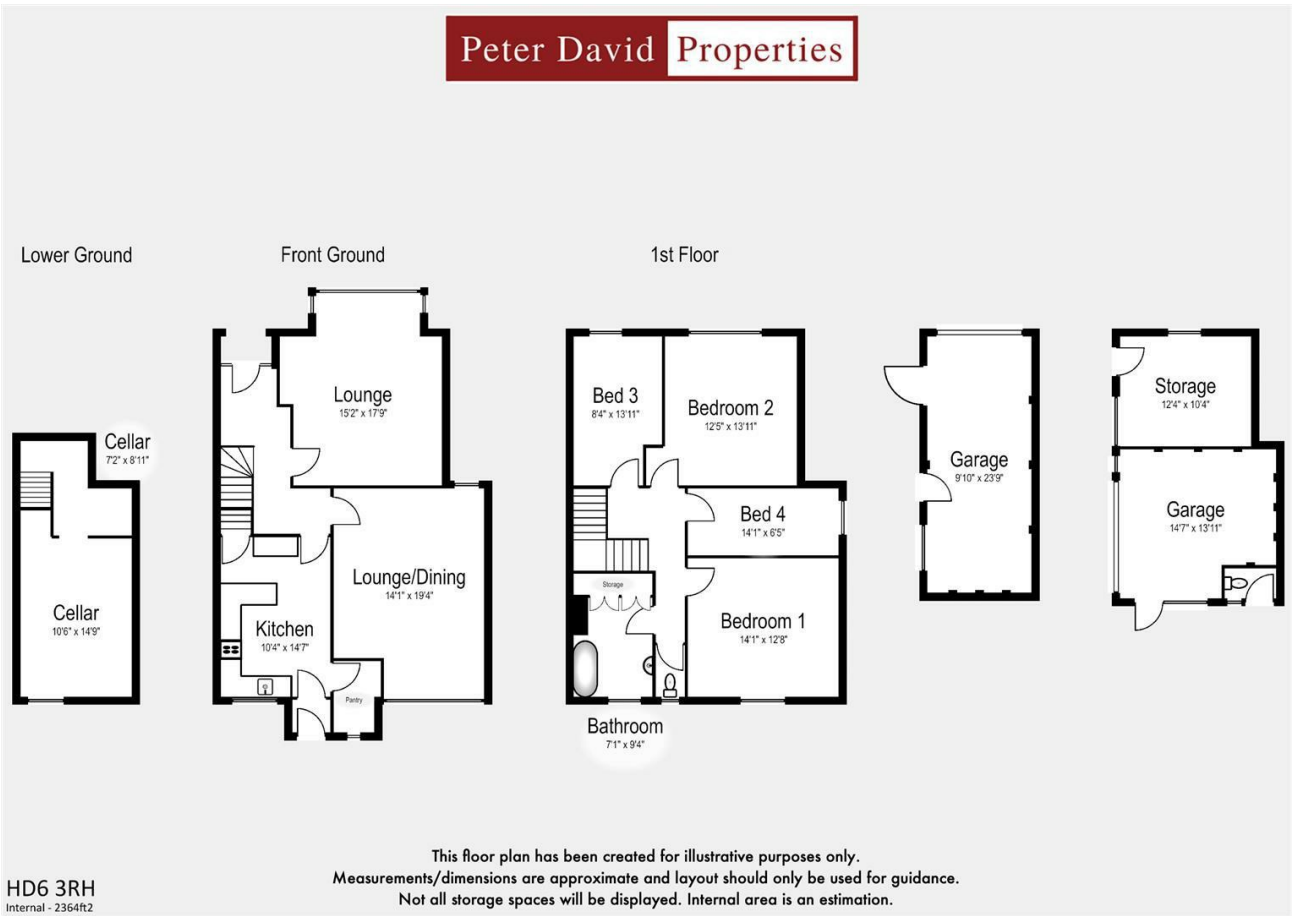 Peter David Properties
Lower Ground
Front Ground
1st Floor
Cellar
7'2" x 8'11"
Cellar
10'6" x 14'9"
Lounge
15'2" x 17'9"
Lounge/Dining
14'1" x 19'4"
Kitchen
10'4" x 14'7"
Pantry
Bed 3
8'4" x 13'11"
Bedroom 2
12'5" x 13'11"
Bed 4
14'1" x 6'5"
Storage
Bedroom 1
14'1" x 12'8"
Bathroom
7'1" x 9'4"
Garage
9'10" x 23'9"
Storage
12'4" x 10'4"
Garage
14'7" x 13'11"
This floor plan has been created for illustrative purposes only.
Measurements/dimensions are approximate and layout should only be used for guidance.
Not all storage spaces will be displayed. Internal area is an estimation.
HD6 3RH
Internal - 2364ft2